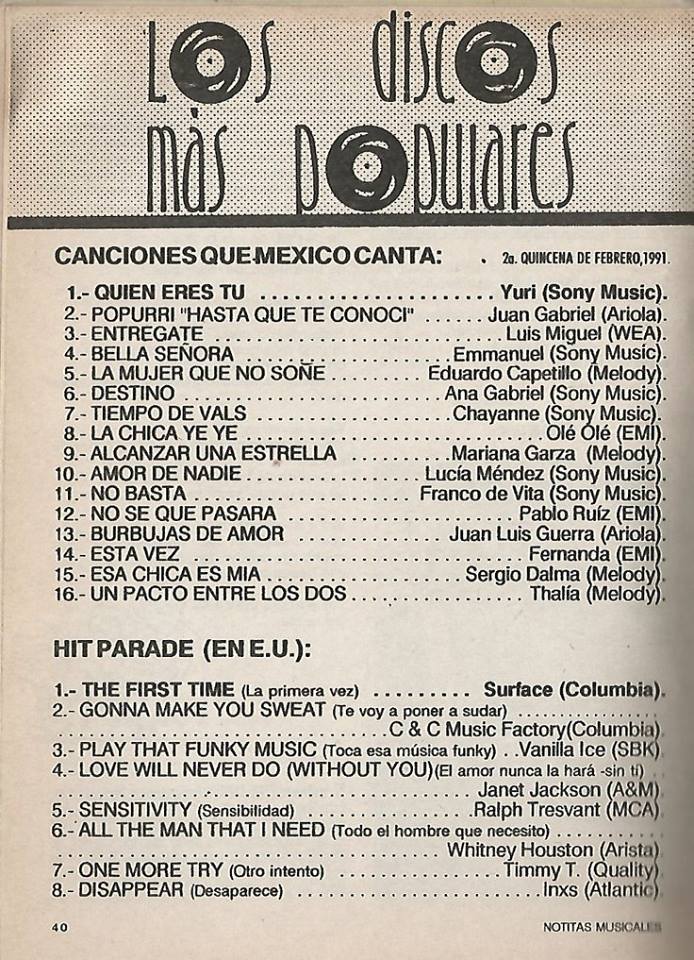 Los discos
más populares
CANCIONES QUE MEXICO CANTA: . 2a. QUINCENA DE FEBRERO, 1991.
1.- QUIEN ERES TU ..................... Yuri (Sony Music).
2.- POPURRI "HASTA QUE TE CONOCI" ...... Juan Gabriel (Ariola).
3.- ENTREGATE ........................... Luis Miguel (WEA).
4.- BELLA SEÑORA .................... Emmanuel (Sony Music).
5.- LA MUJER QUE NO SOÑE ......... Eduardo Capetillo (Melody).
6.- DESTINO ........................ Ana Gabriel (Sony Music).
7.- TIEMPO DE VALS ................. Chayanne (Sony Music).
8.- LA CHICA YE YE .......................... Olé Olé (EMI).
9.- ALCANZAR UNA ESTRELLA .......... Mariana Garza (Melody).
10.- AMOR DE NADIE ................ Lucía Méndez (Sony Music).
11.- NO BASTA .................... Franco de Vita (Sony Music).
12.- NO SE QUE PASARA ..................... Pablo Ruíz (EMI).
13.- BURBUJAS DE AMOR .............. Juan Luis Guerra (Ariola).
14.- ESTA VEZ .............................. Fernanda (EMI).
15.- ESA CHICA ES MIA ................. Sergio Dalma (Melody).
16.- UN PACTO ENTRE LOS DOS ................ Thalía (Melody).
HIT PARADE (EN E.U.):
1.- THE FIRST TIME (La primera vez) ......... Surface (Columbia).
2.- GONNA MAKE YOU SWEAT (Te voy a poner a sudar) .............
............................ C & C Music Factory(Columbia).
3.- PLAY THAT FUNKY MUSIC (Toca esa música funky) . .Vanilla Ice (SBK).
4.- LOVE WILL NEVER DO (WITHOUT YOU)(El amor nunca la hará -sin ti)
................................... Janet Jackson (A&M).
5.- SENSITIVITY (Sensibilidad) .............. Ralph Tresvant (MCA).
6.- ALL THE MAN THAT I NEED (Todo el hombre que necesito) .........
................................. Whitney Houston (Arista).
7.- ONE MORE TRY (Otro intento) .............. Timmy T. (Quality).
8.- DISAPPEAR (Desaparece) ..................... Inxs (Atlantic).
40 NOTITAS MUSICALES